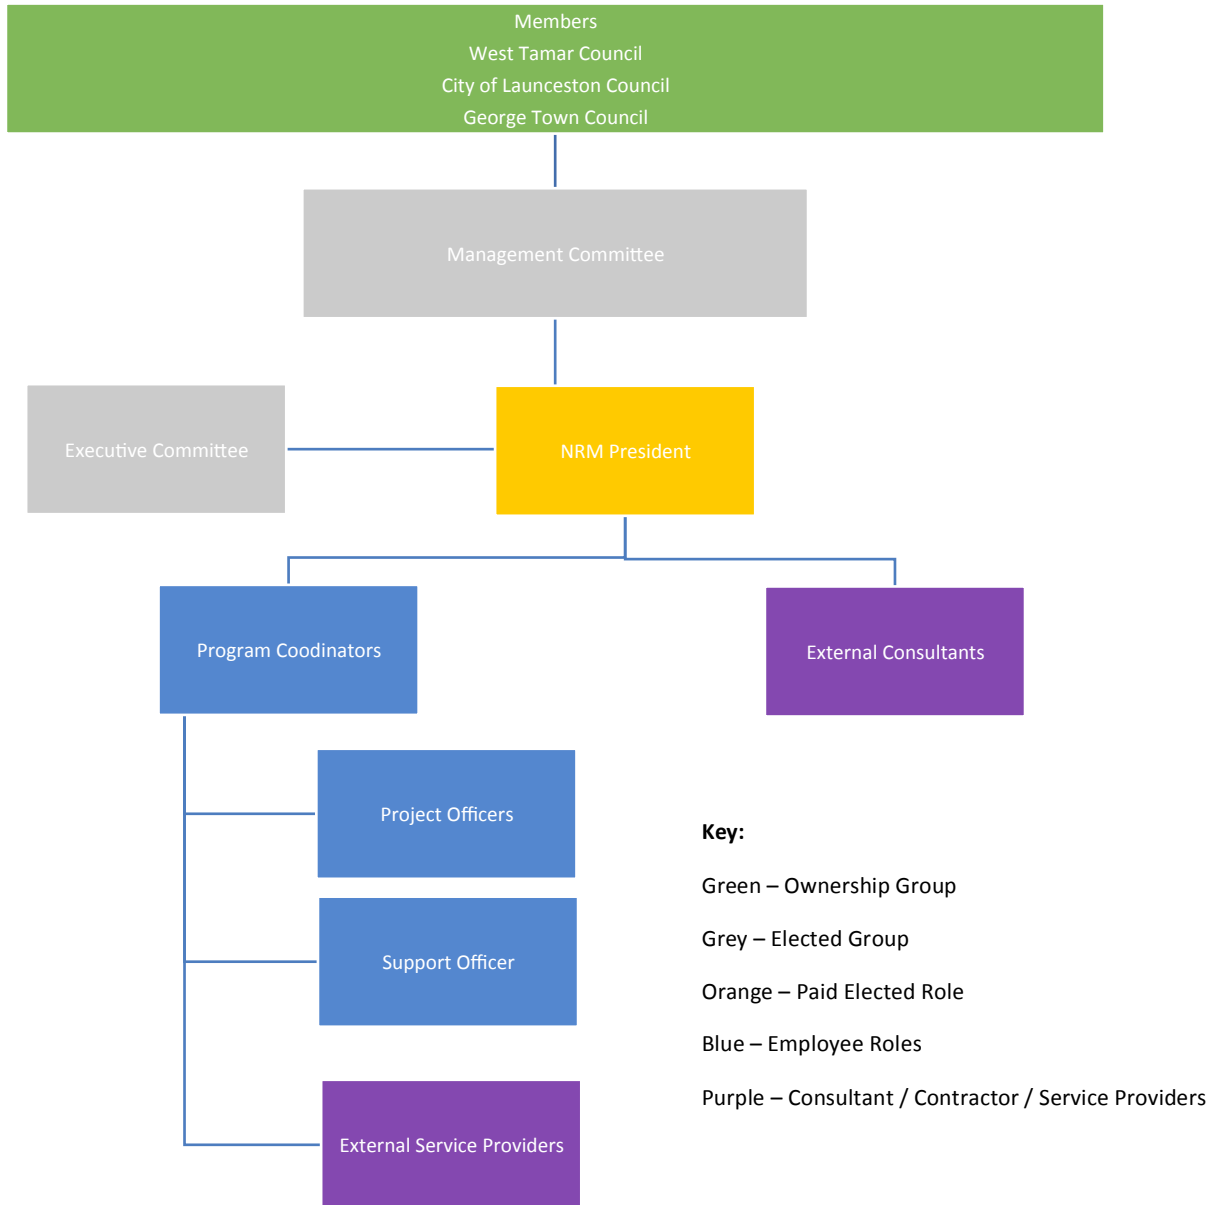 Members
West Tamar Council
City of Launceston Council
George Town Council
Management Committee
Executive Committee
NRM President
Program Coodinators
External Consultants
Project Officers
Support Officer
External Service Providers
Key:
Green – Ownership Group
Grey – Elected Group
Orange – Paid Elected Role
Blue – Employee Roles
Purple – Consultant / Contractor / Service Providers